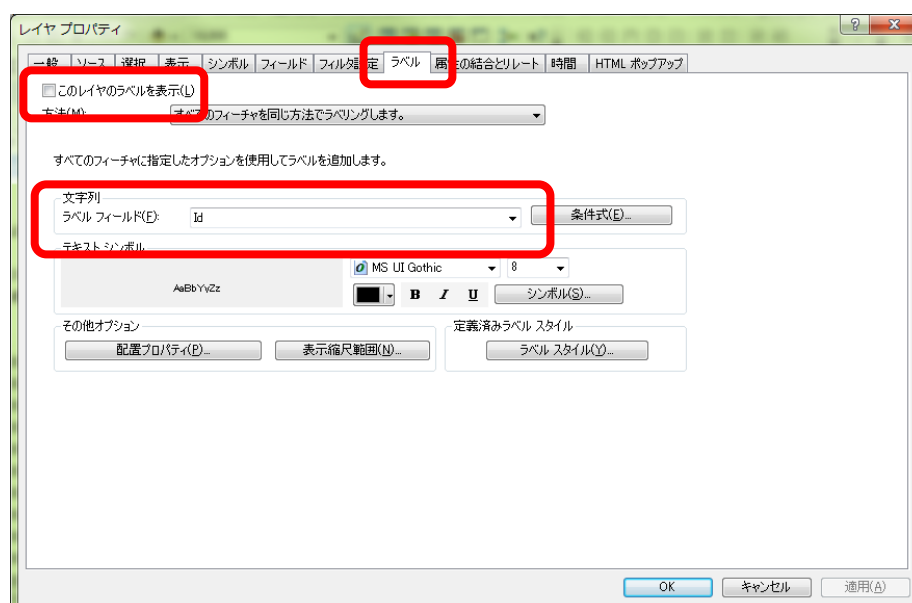 レイヤ プロパティ
一般 ソース 選択 表示 シンボル フィールド フィルタ設定 ラベル 属性の結合とリレート 時間 HTML ポップアップ
このレイヤのラベルを表示(L)
方法(M): すべてのフィーチャを同じ方法でラベリングします。
すべてのフィーチャに指定したオプションを使用してラベルを追加します。
文字列
ラベル フィールド(F): Id 条件式(E)...
テキスト シンボル
MS UI Gothic 8
AaBbYyZz
B I U シンボル(S)...
その他オプション 定義済みラベル スタイル
配置プロパティ(P)... 表示縮尺範囲(N)... ラベル スタイル(Y)...
OK キャンセル 適用(A)